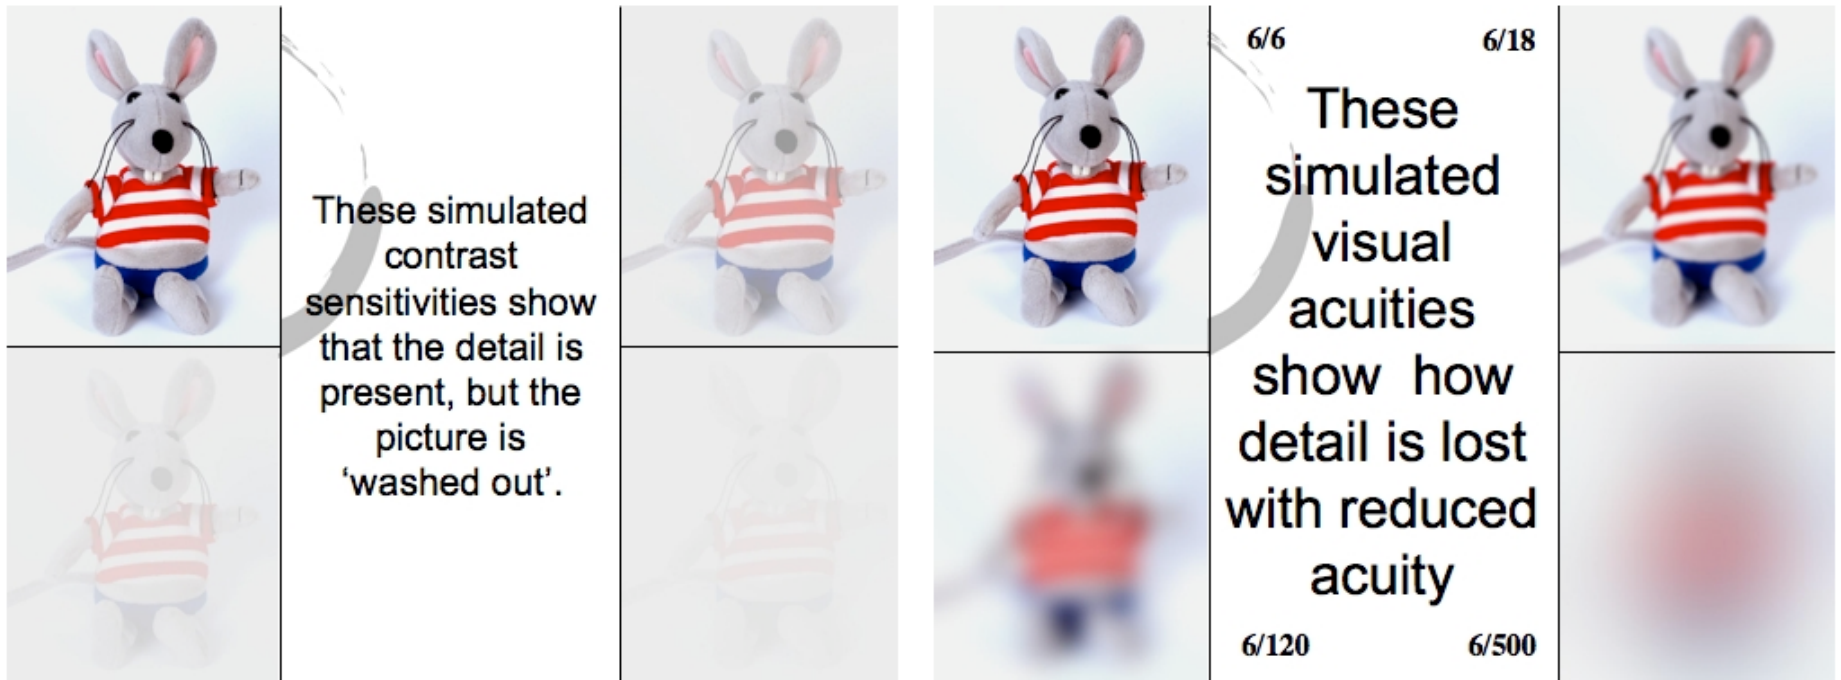 These simulated
contrast
sensitivities show
that the detail is
present, but the
picture is
‘washed out’.
6/6 6/18
These
simulated
visual
acuities
show how
detail is lost
with reduced
acuity
6/120 6/500